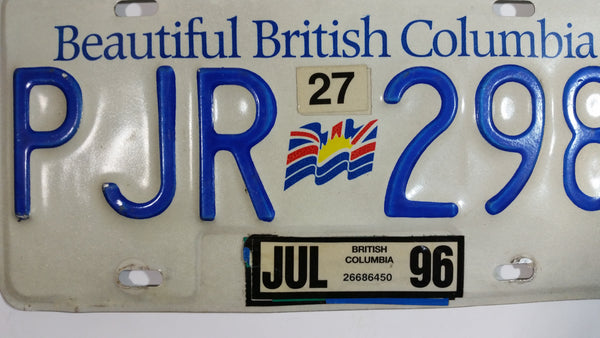 Beautiful British Columbia
27
PJR 298
JUL BRITISH COLUMBIA 96
26686450